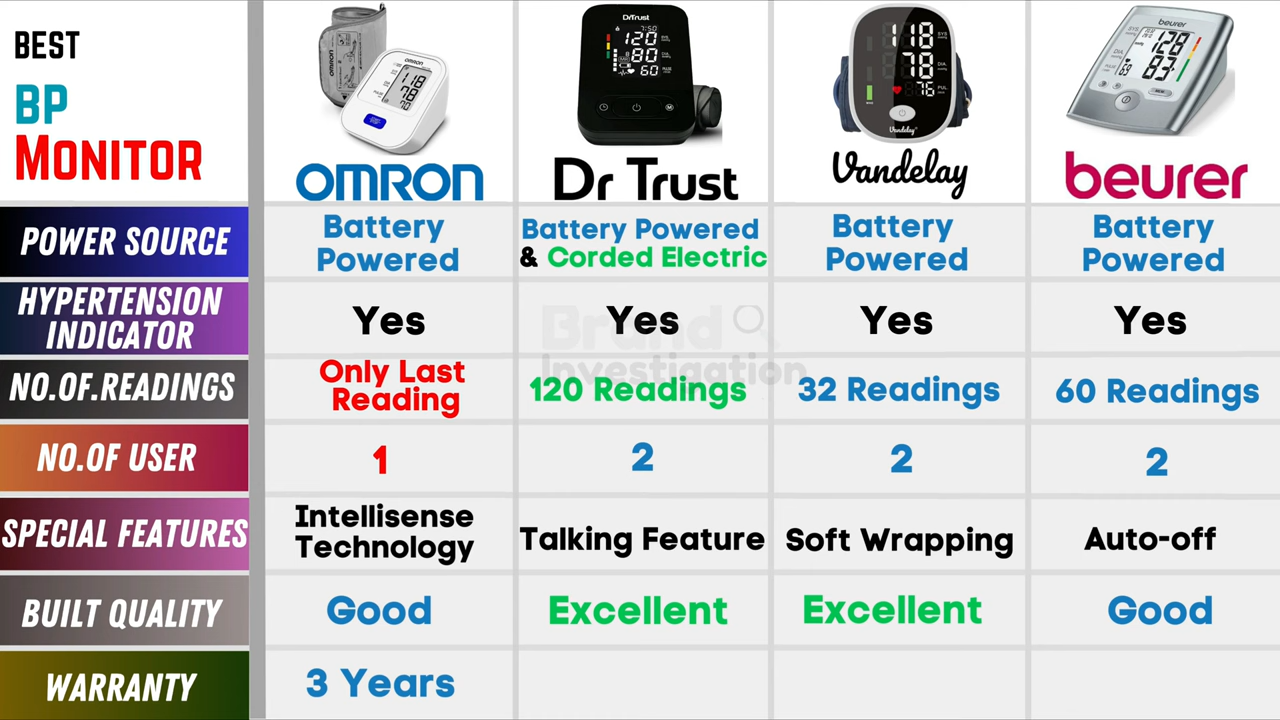 BEST
BP
MONITOR
OMRON
Dr Trust
Vandelay
beurer
POWER SOURCE
Battery Powered
Battery Powered & Corded Electric
Battery Powered
Battery Powered
HYPERTENSION INDICATOR
Yes
Yes
Yes
Yes
Brand Investigation
NO.OF.READINGS
Only Last Reading
120 Readings
32 Readings
60 Readings
NO.OF USER
1
2
2
2
SPECIAL FEATURES
Intellisense Technology
Talking Feature
Soft Wrapping
Auto-off
BUILT QUALITY
Good
Excellent
Excellent
Good
WARRANTY
3 Years